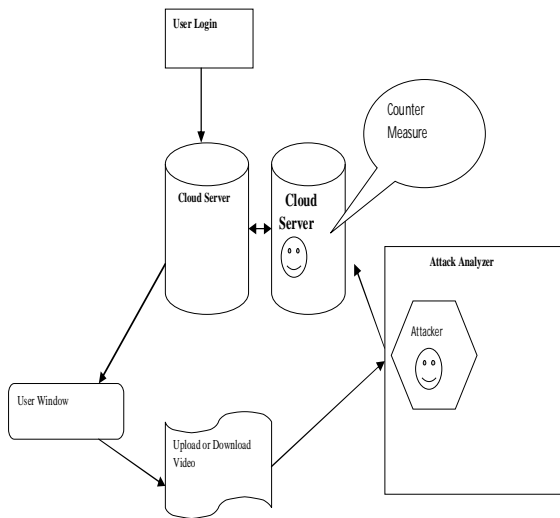 User Login
Counter
Measure
Cloud Server
Cloud
Server
Attack Analyzer
Attacker
User Window
Upload or Download
Video